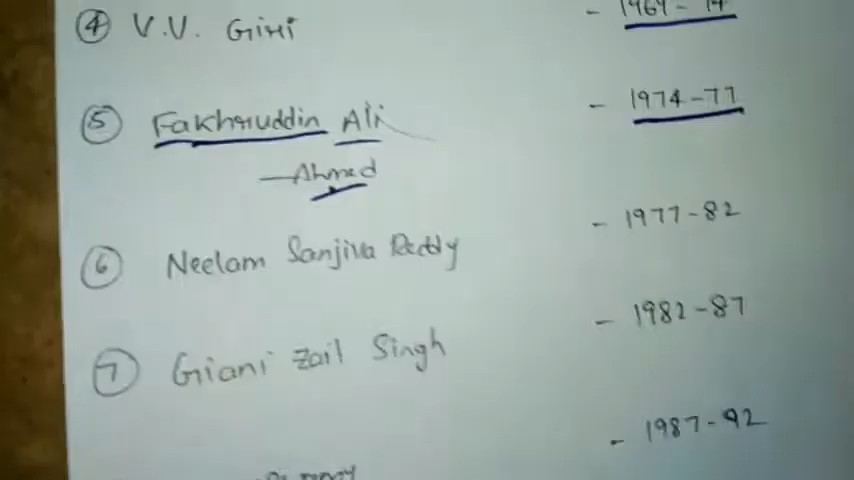 ④ V.V. Giri - 1969-74
⑤ Fakhruddin Ali - 1974-77
—Ahmed
⑥ Neelam Sanjiva Reddy - 1977-82
⑦ Giani Zail Singh - 1982-87
- 1987-92